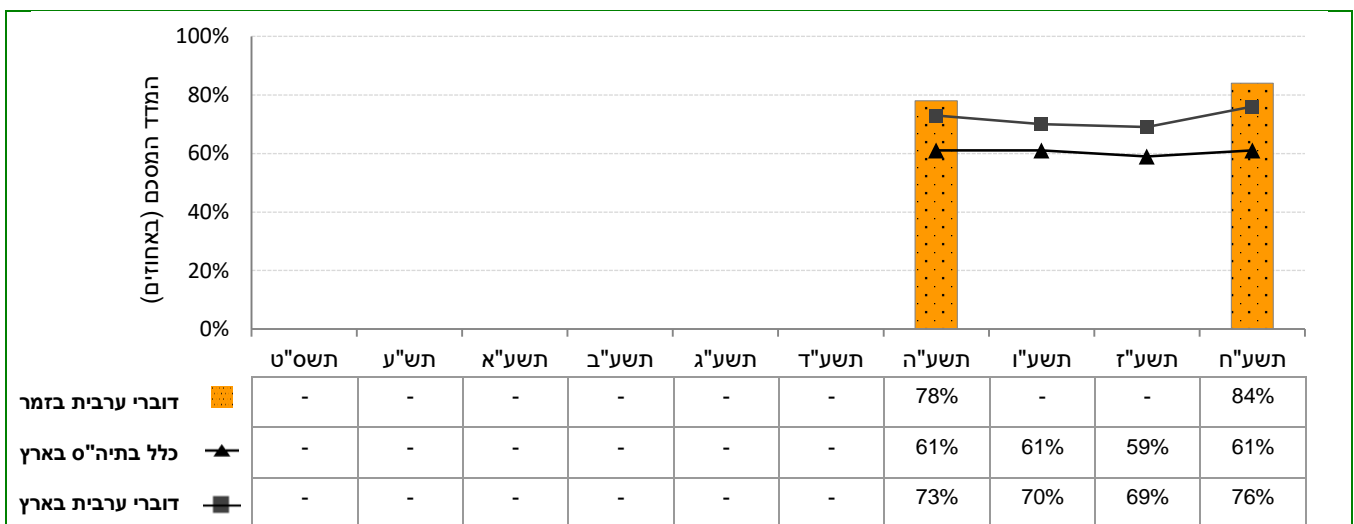 100%
80%
60%
40%
20%
0%
המדד המסכם (באחוזים)
תשס"ט תש"ע תשע"א תשע"ב תשע"ג תשע"ד תשע"ה תשע"ו תשע"ז תשע"ח
דוברי ערבית בזמר - - - - - - 78% - - 84%
כלל בתיה"ס בארץ - - - - - - 61% 61% 59% 61%
דוברי ערבית בארץ - - - - - - 73% 70% 69% 76%